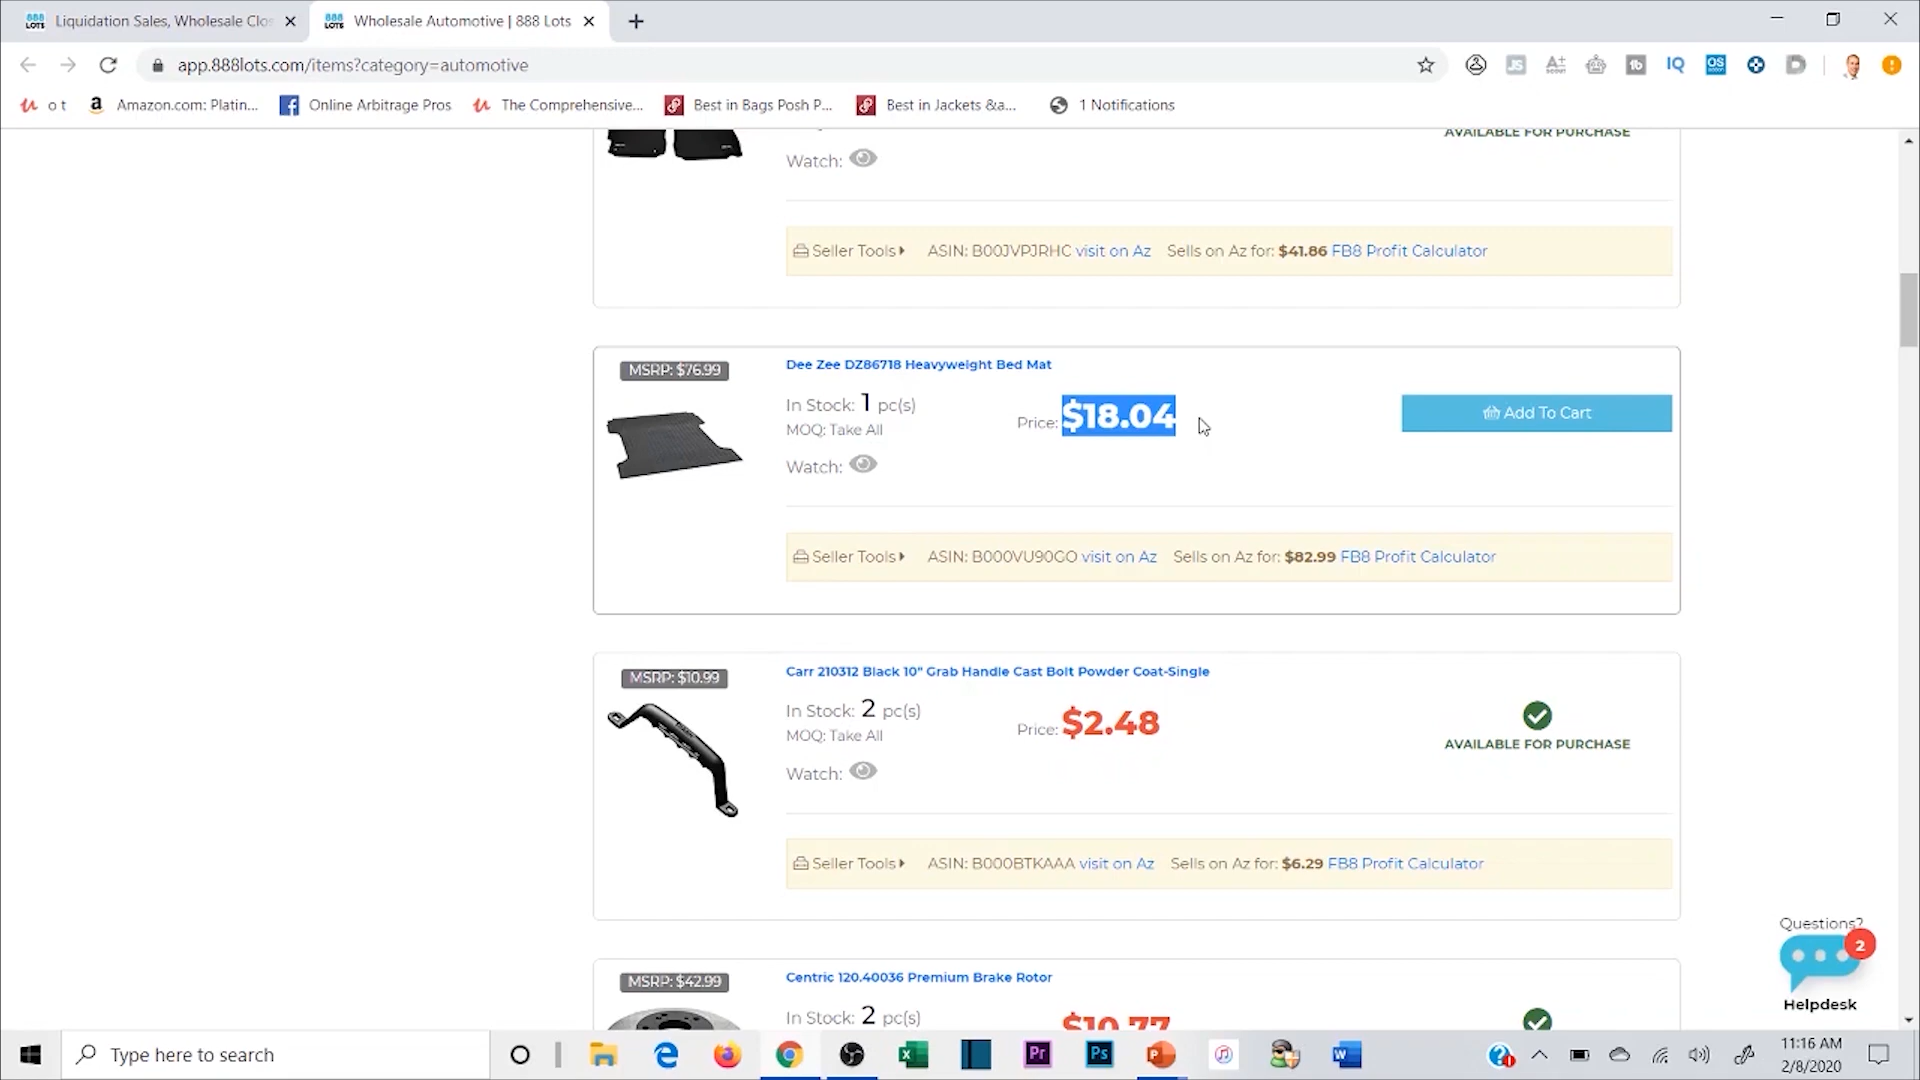 Liquidation Sales, Wholesale Clo
Wholesale Automotive | 888 Lots
app.888lots.com/items?category=automotive
o t
Amazon.com: Platin...
Online Arbitrage Pros
The Comprehensive...
Best in Bags Posh P...
Best in Jackets &a...
1 Notifications
AVAILABLE FOR PURCHASE
Watch:
Seller Tools ASIN: B00JVPJRHC visit on Az Sells on Az for: $41.86 FB8 Profit Calculator
MSRP: $76.99
Dee Zee DZ86718 Heavyweight Bed Mat
In Stock: 1 pc(s)
MOQ: Take All
Price: $18.04
Add To Cart
Watch:
Seller Tools ASIN: B000VU90GO visit on Az Sells on Az for: $82.99 FB8 Profit Calculator
MSRP: $10.99
Carr 210312 Black 10" Grab Handle Cast Bolt Powder Coat-Single
In Stock: 2 pc(s)
MOQ: Take All
Price: $2.48
AVAILABLE FOR PURCHASE
Watch:
Seller Tools ASIN: B000BTKAAA visit on Az Sells on Az for: $6.29 FB8 Profit Calculator
MSRP: $42.99
Centric 120.40036 Premium Brake Rotor
In Stock: 2 pc(s)
$10.77
Questions?
2
Helpdesk
Type here to search
11:16 AM
2/8/2020